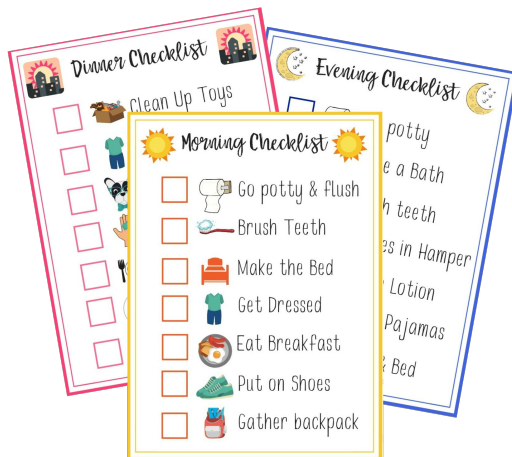 Dinner Checklist
Clean Up Toys
Evening Checklist
potty
a Bath
teeth
in Hamper
Lotion
Pajamas
Bed
Morning Checklist
Go potty & flush
Brush Teeth
Make the Bed
Get Dressed
Eat Breakfast
Put on Shoes
Gather backpack